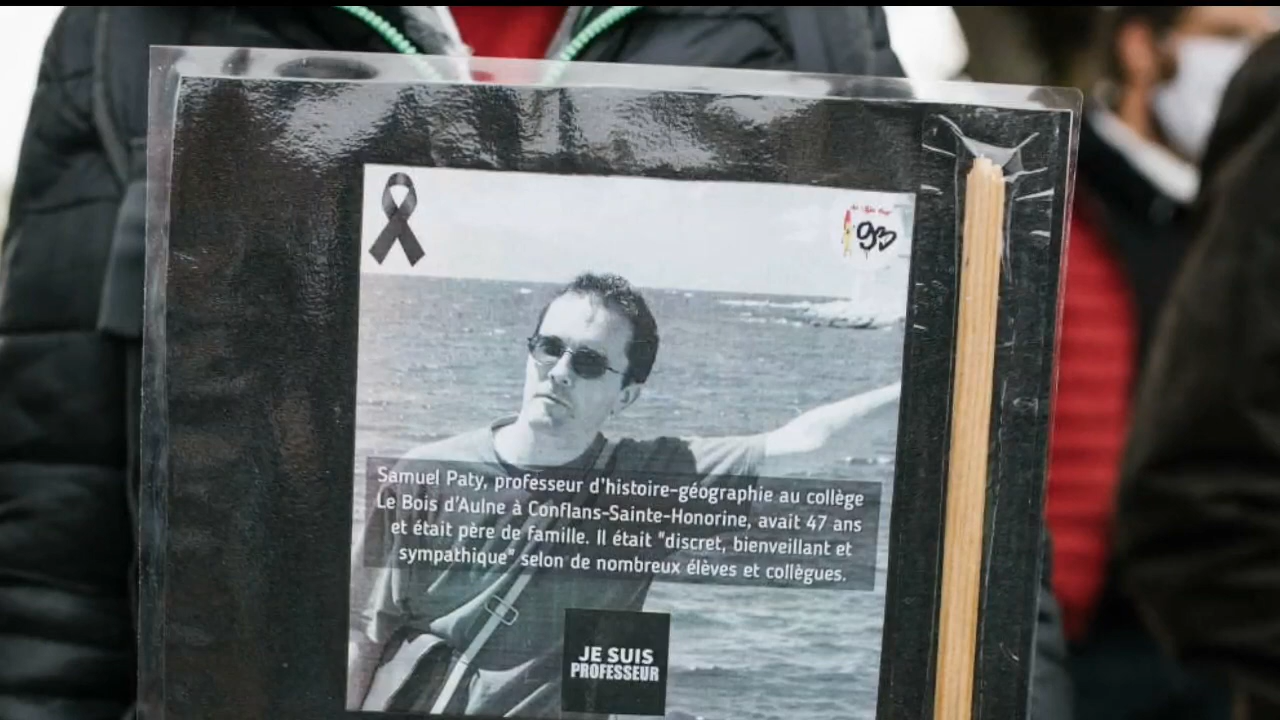 93
Samuel Paty, professeur d'histoire-géographie au collège
Le Bois d'Aulne à Conflans-Sainte-Honorine, avait 47 ans
et était père de famille. Il était "discret, bienveillant et
sympathique" selon de nombreux élèves et collègues.
JE SUIS
PROFESSEUR